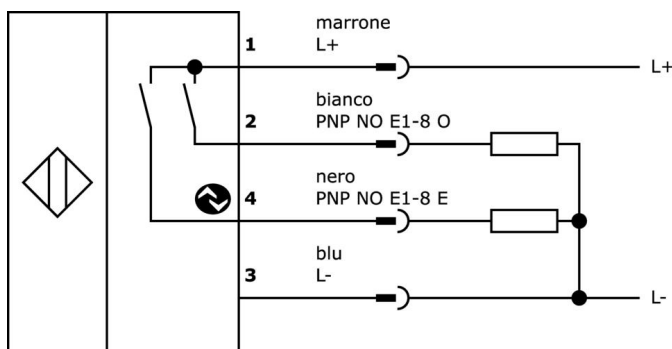 marrone
1 L+
L+
bianco
2 PNP NO E1-8 O
nero
4 PNP NO E1-8 E
blu
3 L-
L-